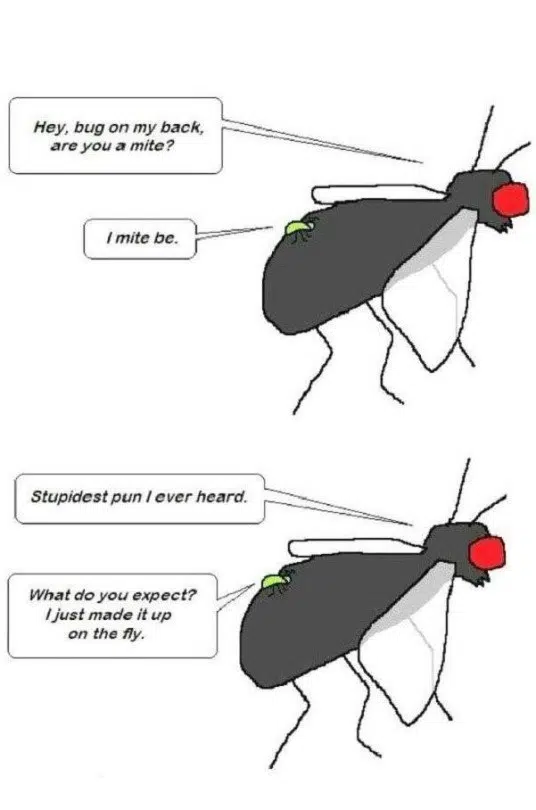 Hey, bug on my back,
are you a mite?
I mite be.
Stupidest pun I ever heard.
What do you expect?
I just made it up
on the fly.